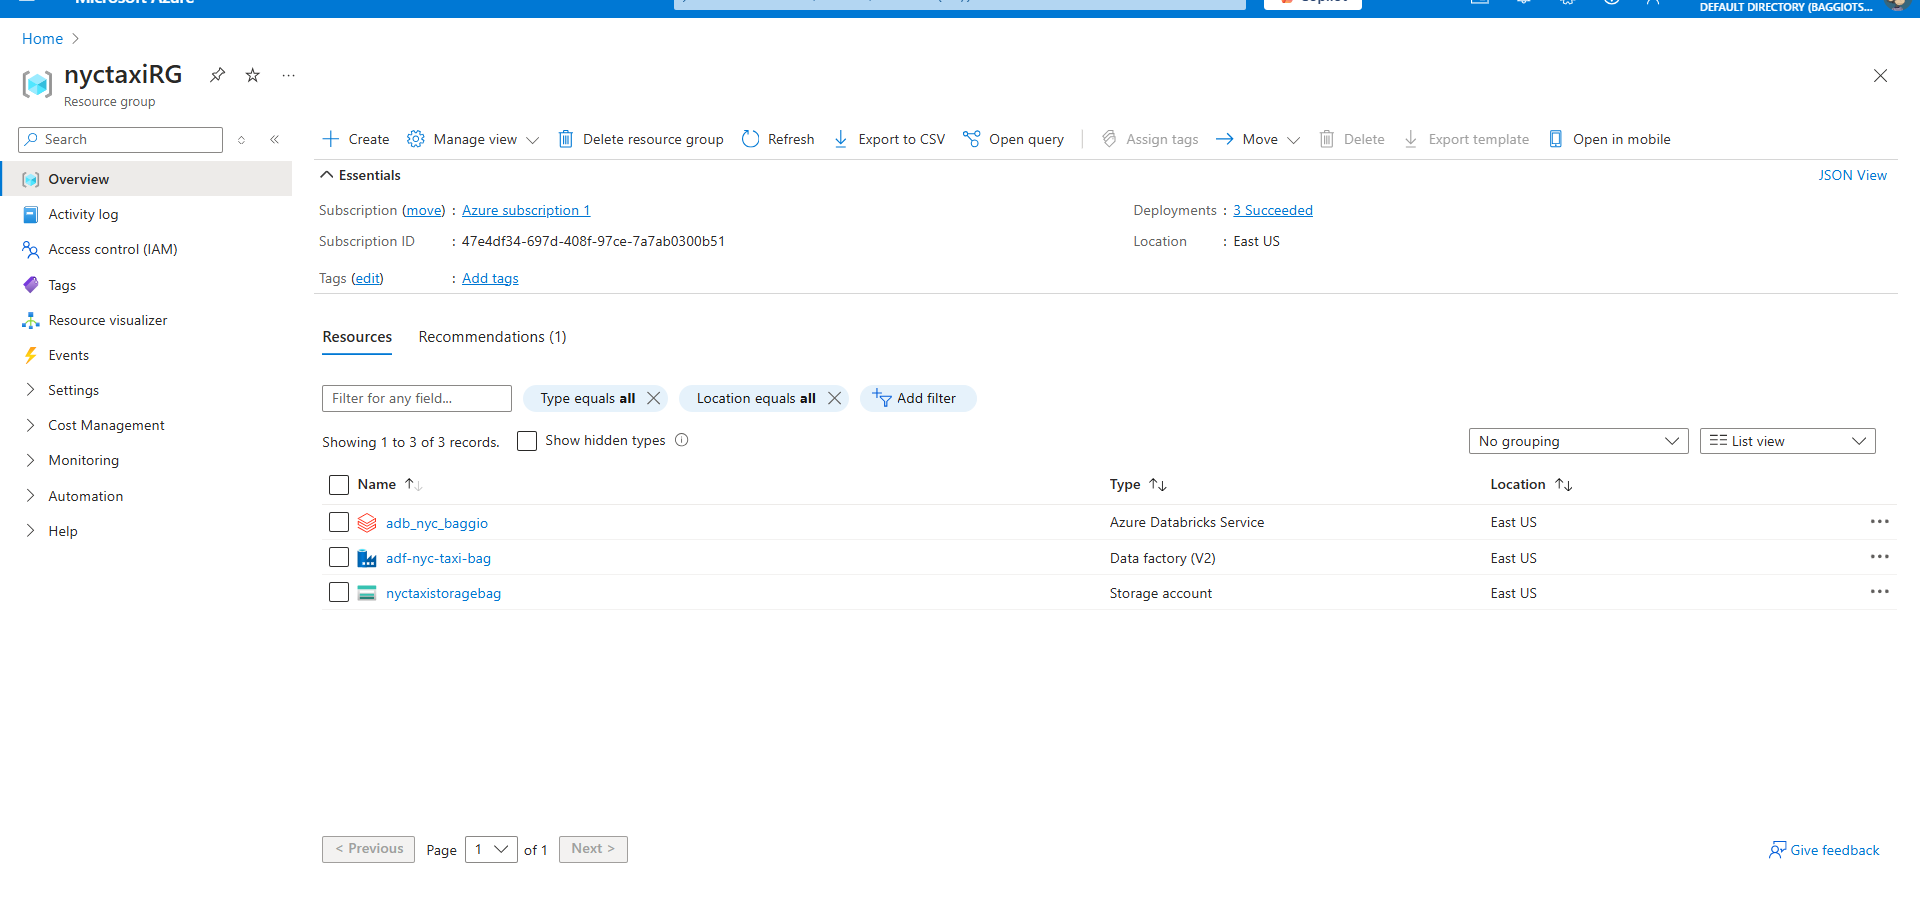 Microsoft Azure
Copilot
DEFAULT DIRECTORY (BAGGIOTS...
Home
nyctaxiRG
Resource group
Search
Create
Manage view
Delete resource group
Refresh
Export to CSV
Open query
Assign tags
Move
Delete
Export template
Open in mobile
Overview
Activity log
Access control (IAM)
Tags
Resource visualizer
Events
Settings
Cost Management
Monitoring
Automation
Help
Essentials
JSON View
Subscription (move) : Azure subscription 1
Subscription ID : 47e4df34-697d-408f-97ce-7a7ab0300b51
Tags (edit) : Add tags
Deployments : 3 Succeeded
Location : East US
Resources
Recommendations (1)
Filter for any field...
Type equals all
Location equals all
Add filter
Showing 1 to 3 of 3 records.
Show hidden types
No grouping
List view
Name Type Location
adb_nyc_baggio Azure Databricks Service East US
adf-nyc-taxi-bag Data factory (V2) East US
nyctaxistoragebag Storage account East US
< Previous Page 1 of 1 Next >
Give feedback